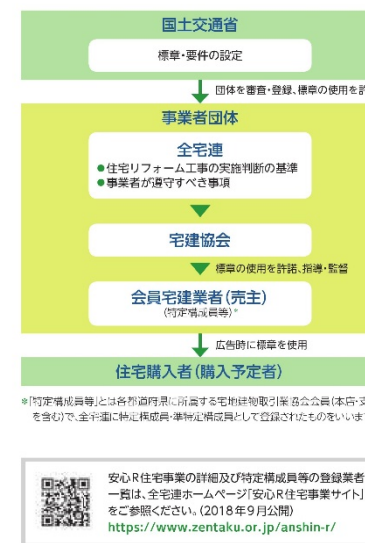 国土交通省
標章・要件の設定
団体を審査・登録、標章の使用を許
事業者団体
全宅連
●住宅リフォーム工事の実施判断の基準
●事業者が遵守すべき事項
宅建協会
標章の使用を許諾、指導・監督
会員宅建業者(売主)
(特定構成員等)*
広告時に標章を使用
住宅購入者(購入予定者)
*「特定構成員等」とは各都道府県に所属する宅地建物取引業協会会員(本店・支
を含む)で、全宅連に特定構成員・準特定構成員として登録されたものをいいます
安心R住宅事業の詳細及び特定構成員等の登録業者
一覧は、全宅連ホームページ「安心R住宅事業サイト」
をご参照ください。(2018年9月公開)
https://www.zentaku.or.jp/anshin-r/